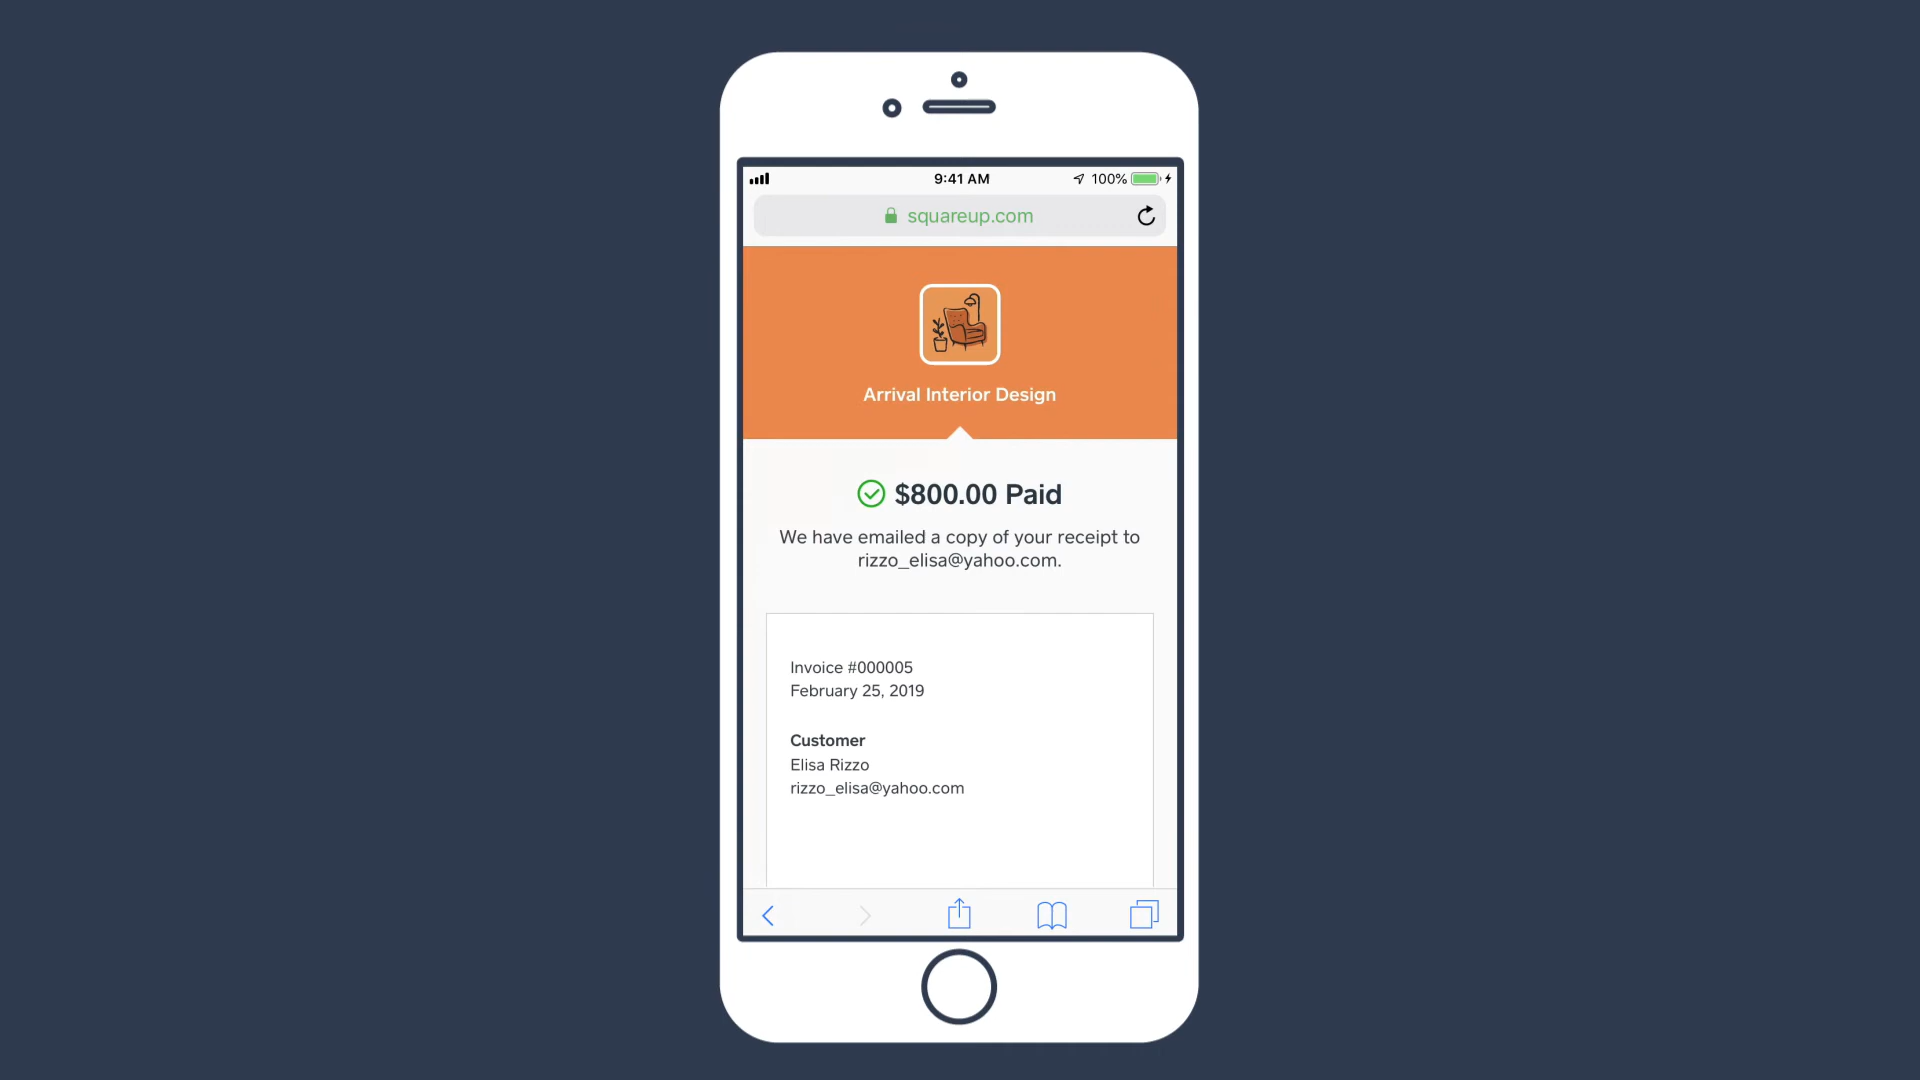 9:41 AM
100%
squareup.com
Arrival Interior Design
$800.00 Paid
We have emailed a copy of your receipt to
rizzo_elisa@yahoo.com.
Invoice #000005
February 25, 2019
Customer
Elisa Rizzo
rizzo_elisa@yahoo.com